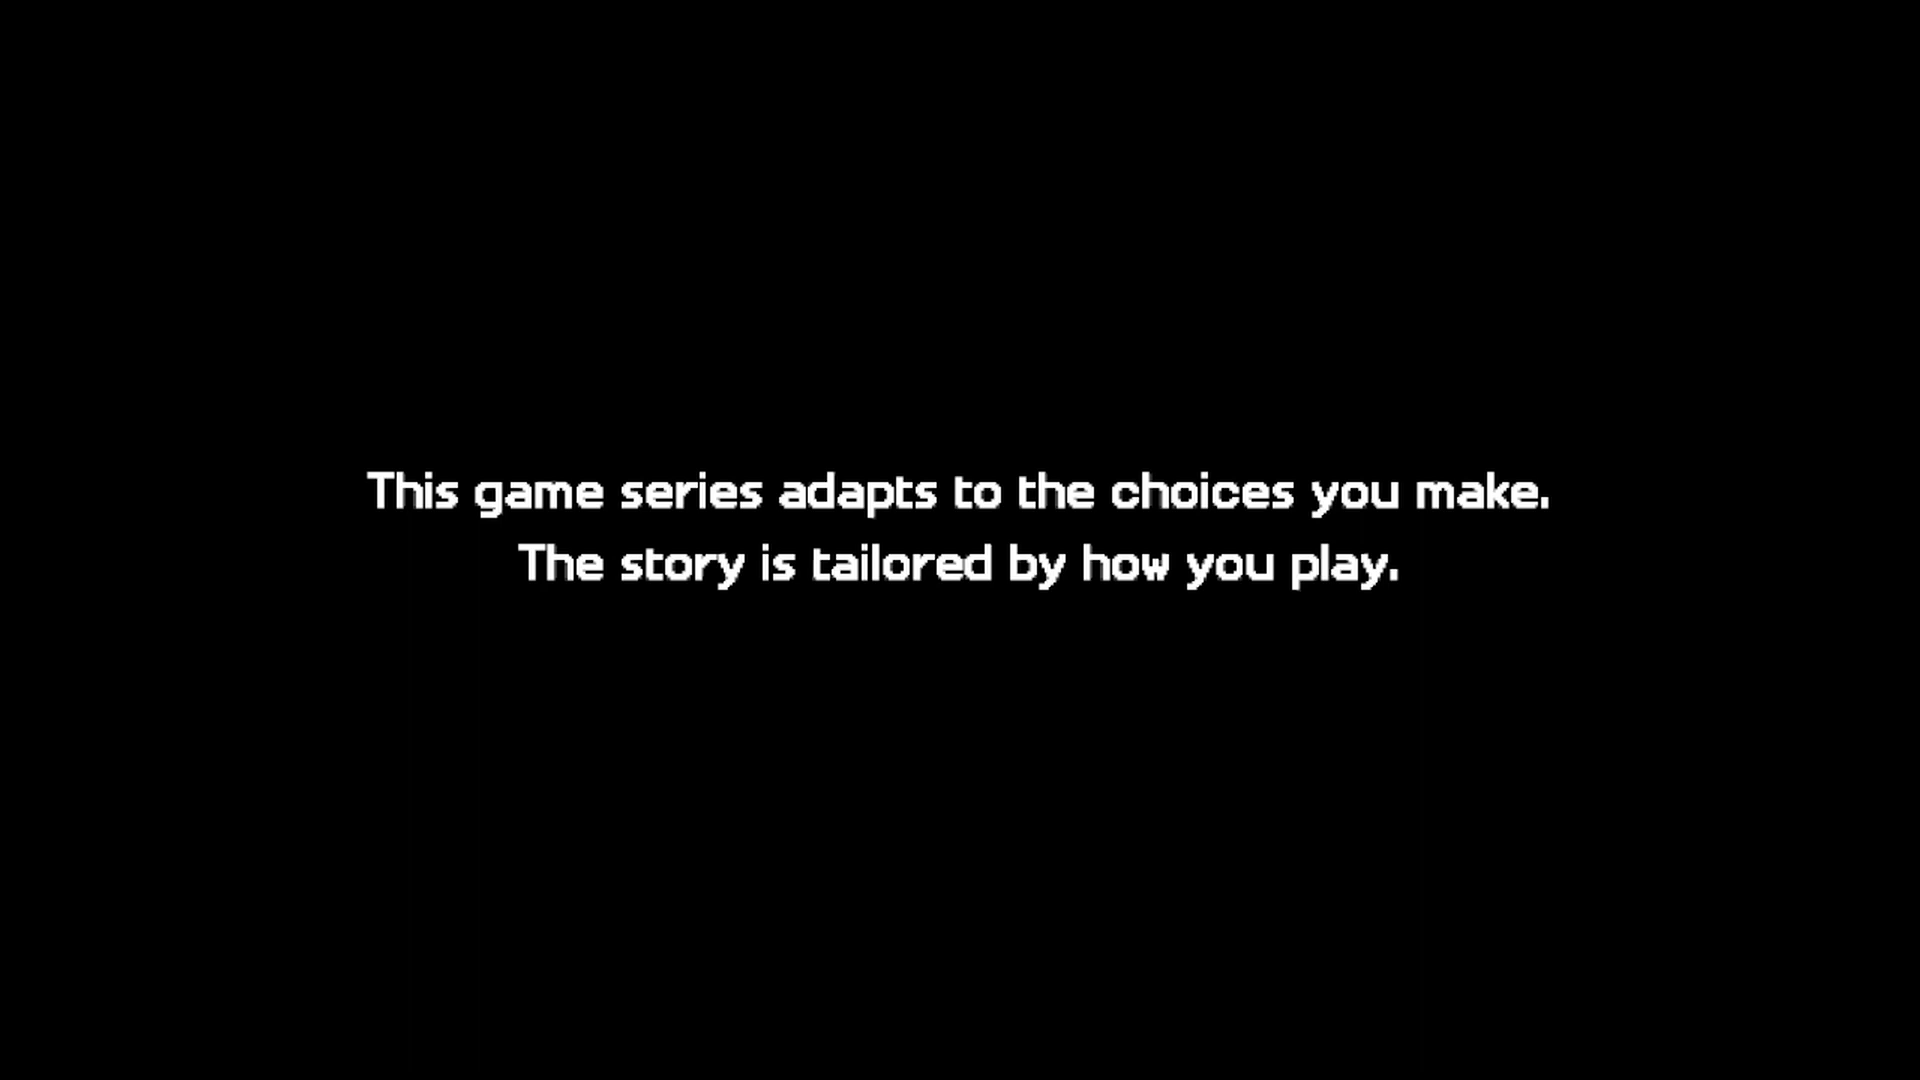 This game series adapts to the choices you make.
The story is tailored by how you play.